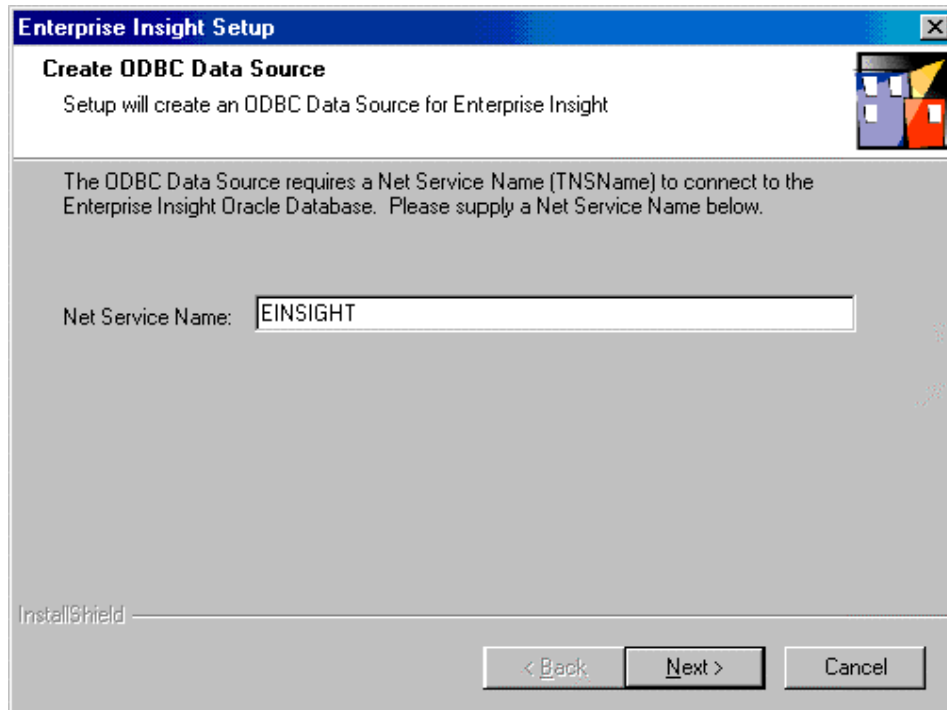 Enterprise Insight Setup
Create ODBC Data Source
Setup will create an ODBC Data Source for Enterprise Insight
The ODBC Data Source requires a Net Service Name (TNSName) to connect to the
Enterprise Insight Oracle Database.  Please supply a Net Service Name below.
Net Service Name: EINSIGHT
InstallShield
< Back Next > Cancel